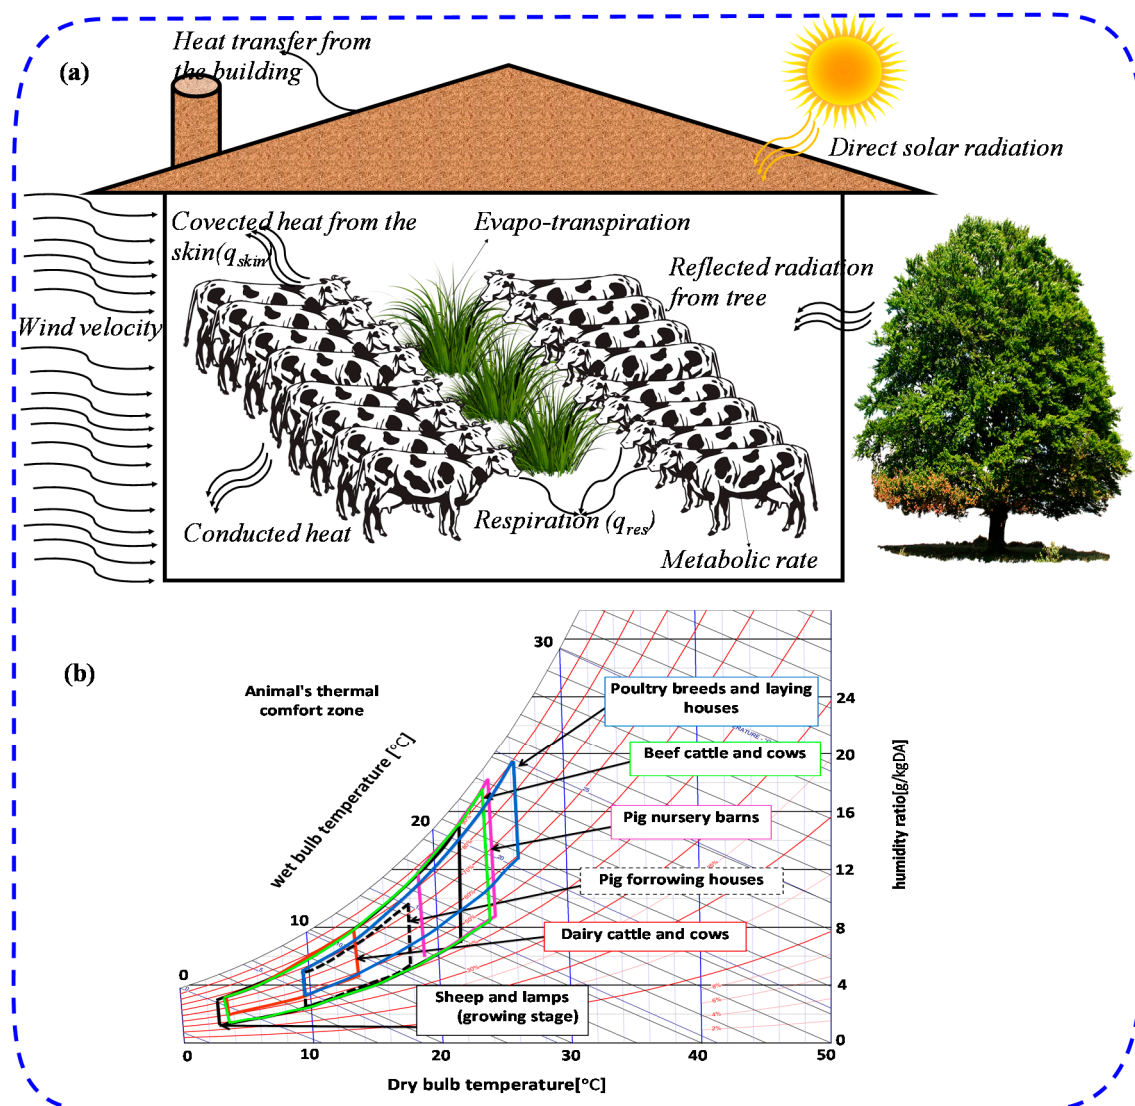 (a)
Heat transfer from
the building
Direct solar radiation
Covected heat from the
skin(qskin)
Evapo-transpiration
Reflected radiation
from tree
Wind velocity
Conducted heat
Respiration (qres)
Metabolic rate
(b)
Animal's thermal
comfort zone
Wet bulb temperature [°C]
0
10
20
30
Poultry breeds and laying
houses
Beef cattle and cows
Pig nursery barns
Pig forrowing houses
Dairy cattle and cows
Sheep and lamps
(growing stage)
24
20
16
12
8
4
0
humidity ratio[g/kgDA]
0
10
20
30
40
50
Dry bulb temperature[°C]